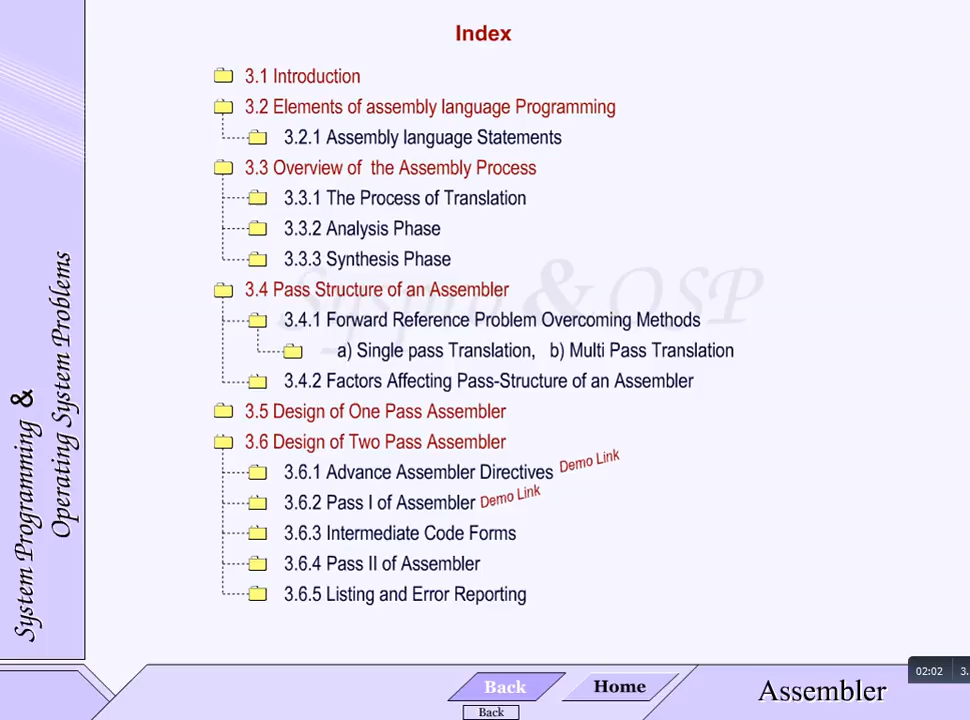 Index
3.1 Introduction
3.2 Elements of assembly language Programming
3.2.1 Assembly language Statements
3.3 Overview of the Assembly Process
3.3.1 The Process of Translation
3.3.2 Analysis Phase
3.3.3 Synthesis Phase
3.4 Pass Structure of an Assembler
3.4.1 Forward Reference Problem Overcoming Methods
a) Single pass Translation, b) Multi Pass Translation
3.4.2 Factors Affecting Pass-Structure of an Assembler
3.5 Design of One Pass Assembler
3.6 Design of Two Pass Assembler
3.6.1 Advance Assembler Directives Demo Link
3.6.2 Pass I of Assembler Demo Link
3.6.3 Intermediate Code Forms
3.6.4 Pass II of Assembler
3.6.5 Listing and Error Reporting
System Programming &
Operating System Problems
& OSP
02:02 3.
Back
Home
Assembler
Back